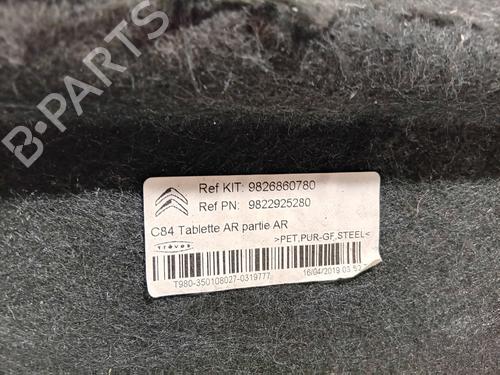 B-PARTS
Ref KIT: 9826860780
Ref PN: 9822925280
C84 Tablette AR partie AR
trèves
>PET,PUR-GF,STEEL<
T980-350108027-0319777
16/04/2019 03:52